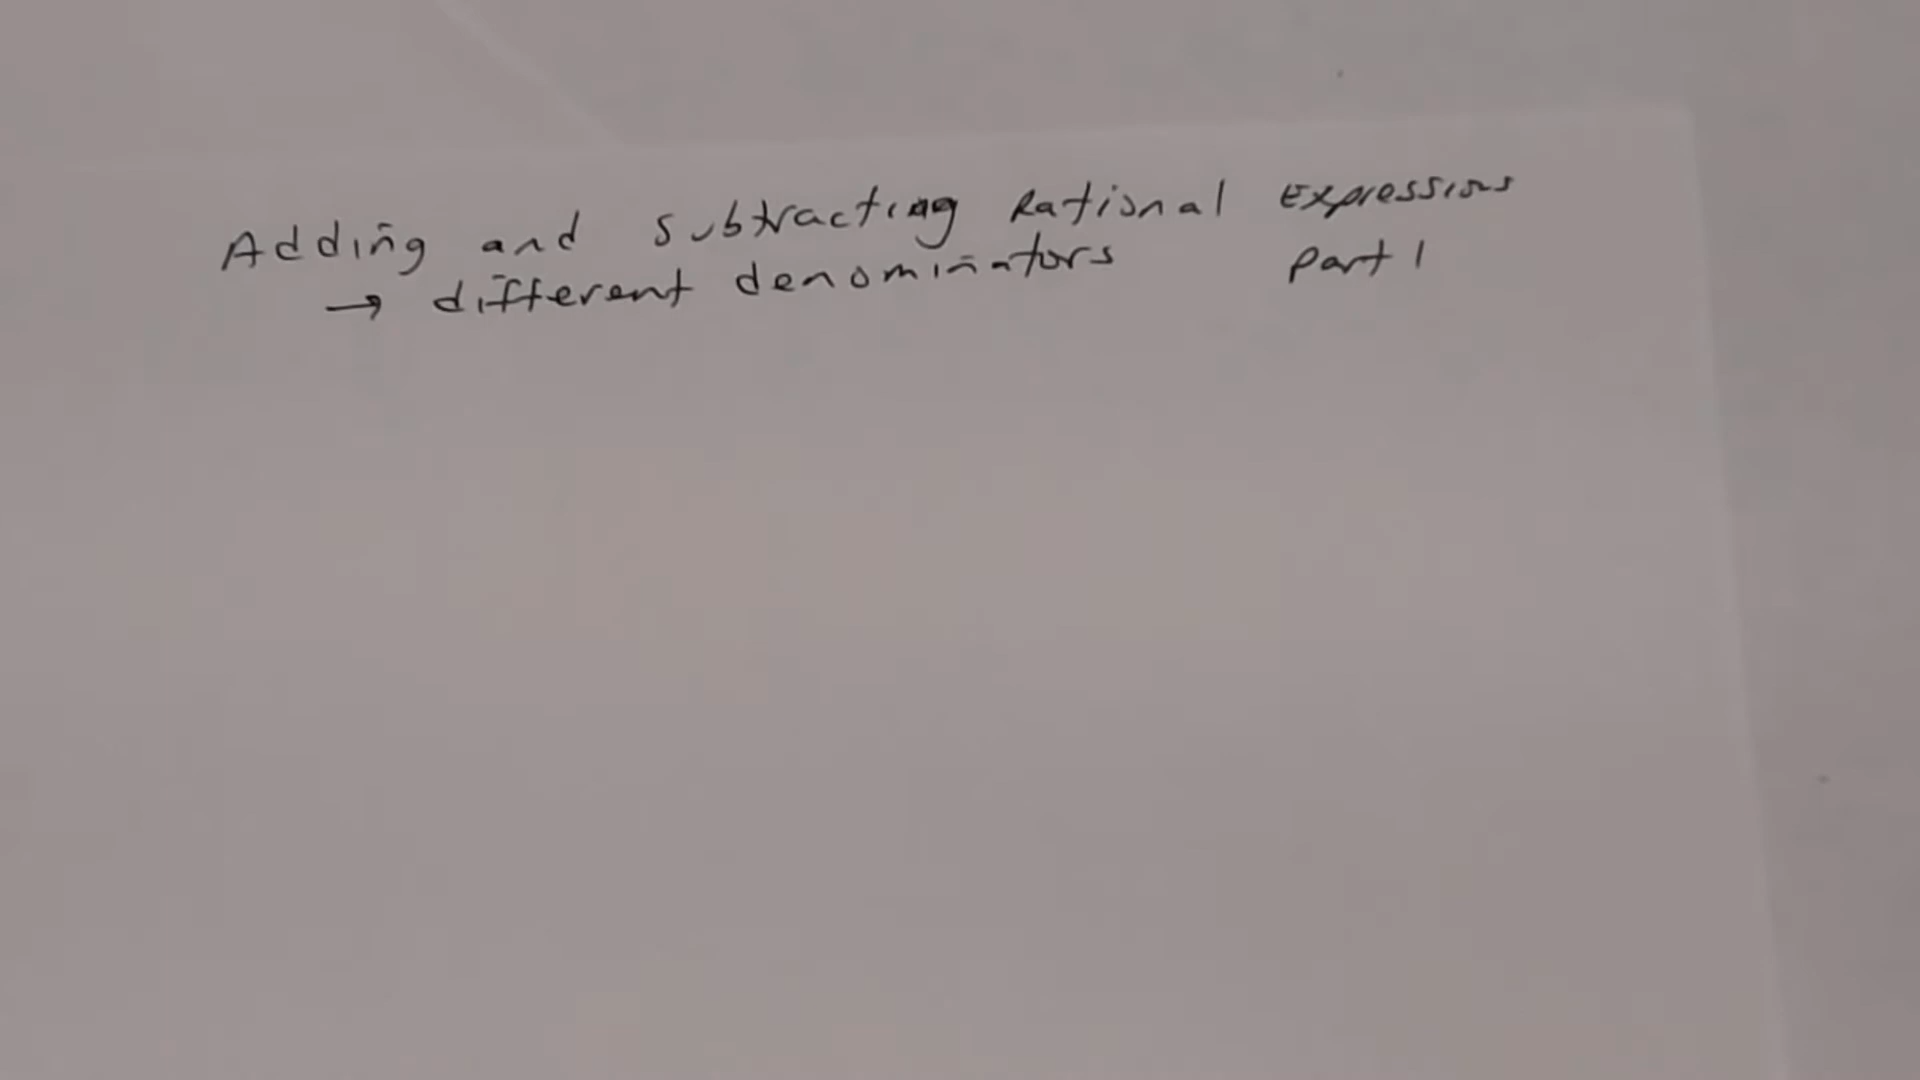 Adding and subtracting Rational Expressions
→ different denominators Part 1